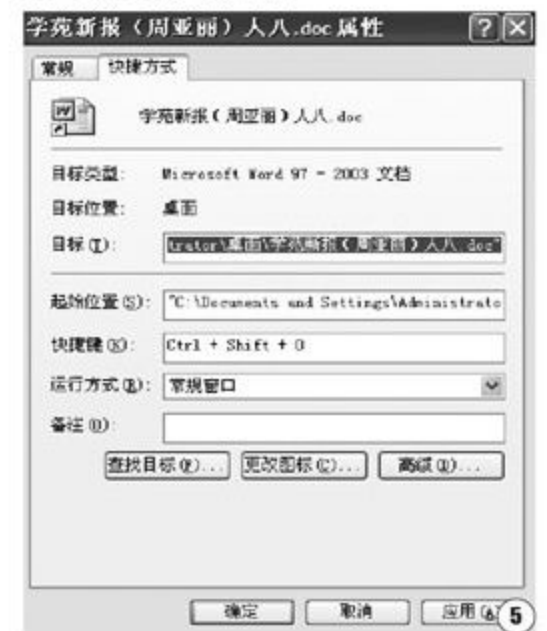 学苑新报（周亚丽）人八.doc 属性
常规 快捷方式
学苑新报（周亚丽）人八.doc
目标类型: Microsoft Word 97 - 2003 文档
目标位置: 桌面
目标(T): trator\桌面\学苑新报（周亚丽）人八.doc"
起始位置(S): "C:\Documents and Settings\Administrato
快捷键(K): Ctrl + Shift + O
运行方式(R): 常规窗口
备注(O):
查找目标(F)... 更改图标(C)... 高级(D)...
确定 取消 应用(A)
5